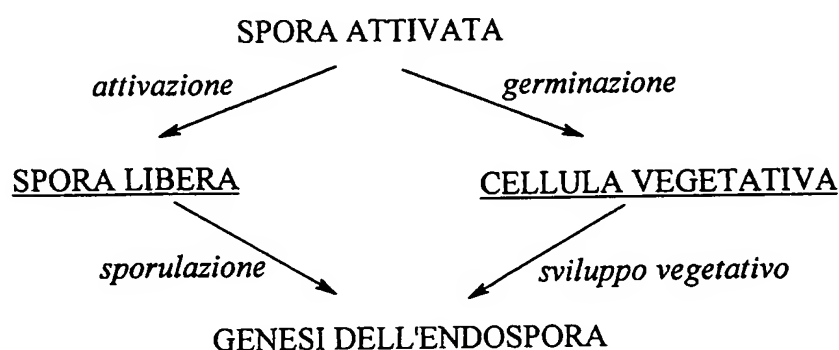 SPORA ATTIVATA
attivazione
germinazione
SPORA LIBERA
CELLULA VEGETATIVA
sporulazione
sviluppo vegetativo
GENESI DELL'ENDOSPORA